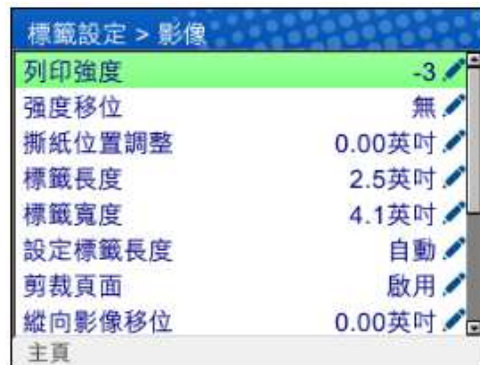 標籤設定 > 影像
列印強度 -3
强度移位 無
撕紙位置調整 0.00英吋
標籤長度 2.5英吋
標籤寬度 4.1英吋
設定標籤長度 自動
剪裁頁面 啟用
縱向影像移位 0.00英吋
主頁